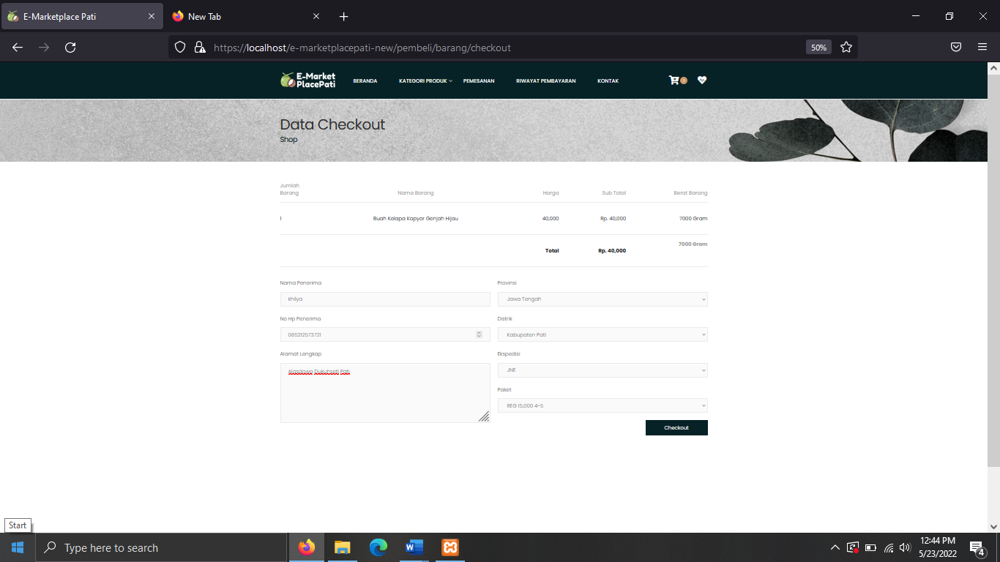 E-Marketplace Pati
New Tab
https://localhost/e-marketplacepati-new/pembeli/barang/checkout
50%
E-Market
PlacePati
BERANDA
KATEGORI PRODUK
PEMESANAN
RIWAYAT PEMBAYARAN
KONTAK
1
Data Checkout
Shop
Jumlah
Barang
Nama Barang
Harga
Sub Total
Berat Barang
1
Buah Kelapa Kopyor Genjah Hijau
40,000
Rp. 40,000
7000 Gram
Total
Rp. 40,000
7000 Gram
Nama Penerima
Provinsi
khilya
Jawa Tengah
No Hp Penerima
Distrik
085212573721
Kabupaten Pati
Alamat Lengkap
Ekspedisi
Alasdowo Dukuhseti Pati
JNE
Paket
REG 15,000 4-5
Checkout
Start
Type here to search
12:44 PM
5/23/2022
4